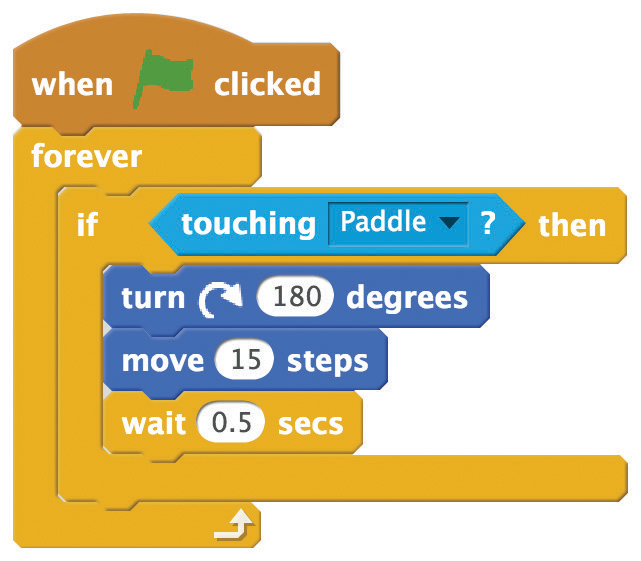 when clicked
forever
if touching Paddle ? then
turn 180 degrees
move 15 steps
wait 0.5 secs